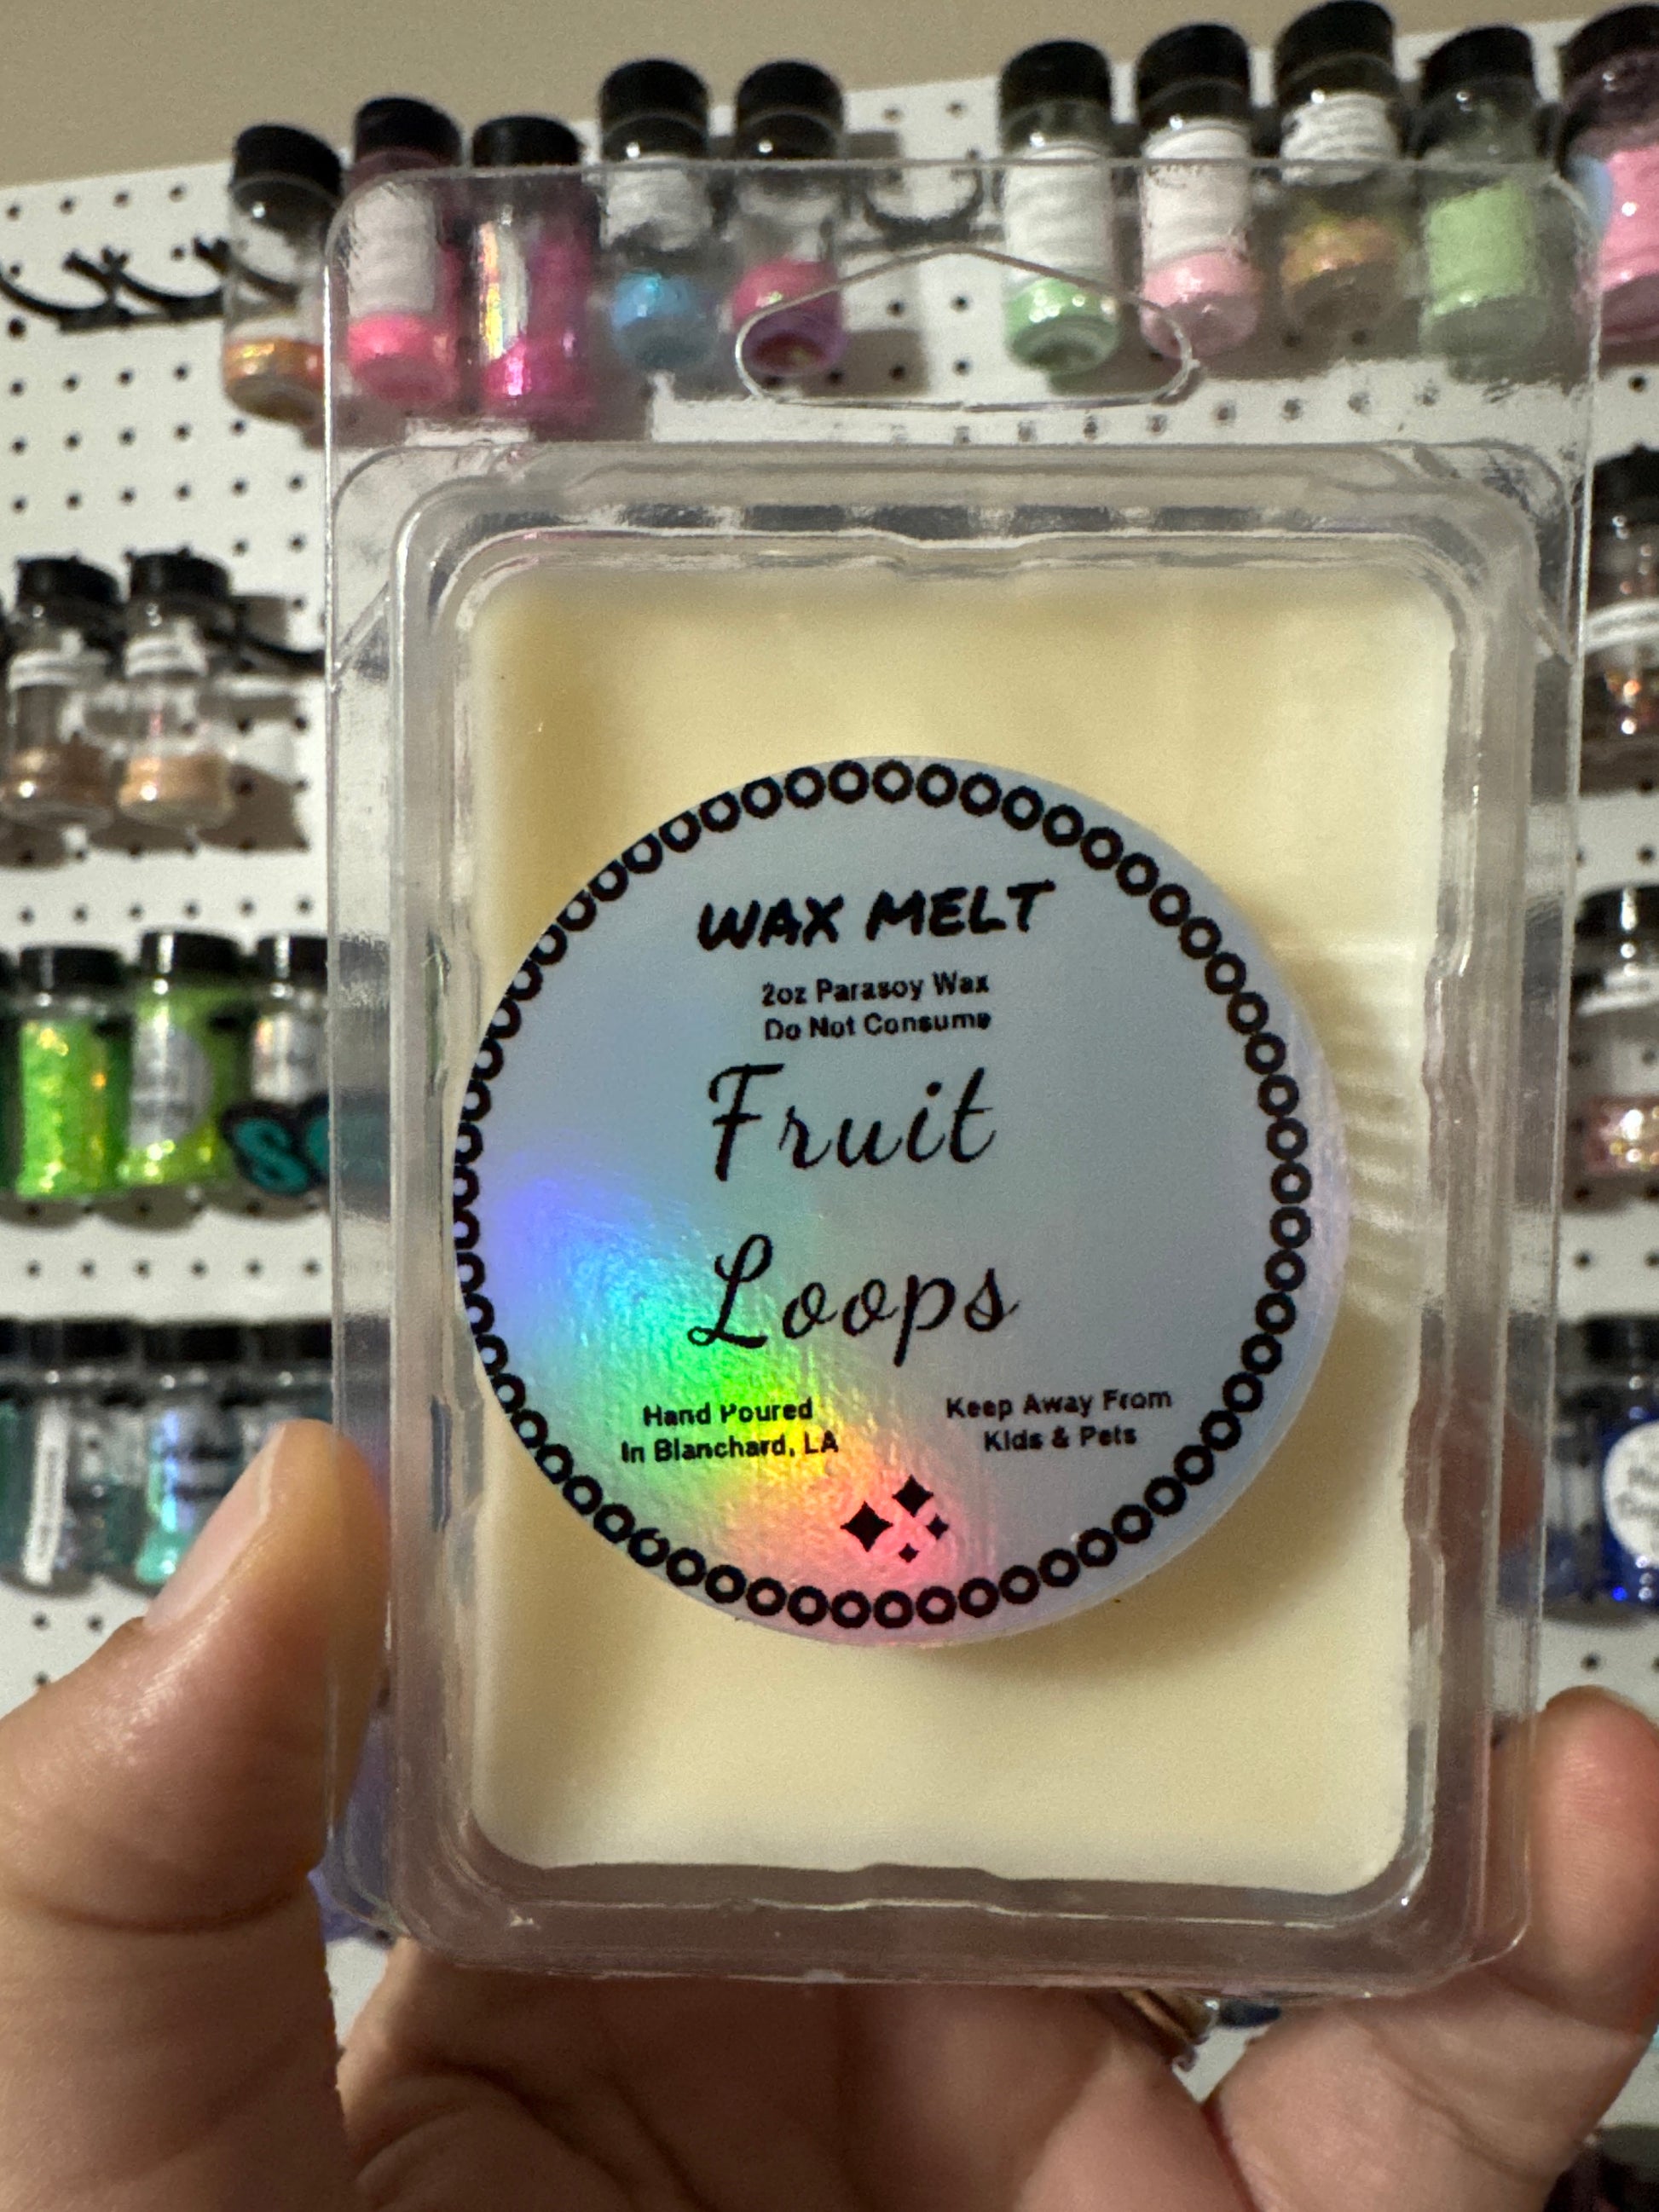 WAX MELT
2oz Parasoy Wax
Do Not Consume
Fruit
Loops
Hand Poured
In Blanchard, LA
Keep Away From
Kids & Pets